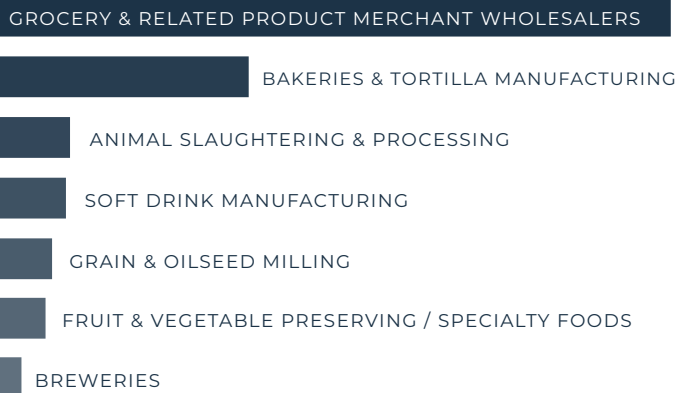 GROCERY & RELATED PRODUCT MERCHANT WHOLESALERS
BAKERIES & TORTILLA MANUFACTURING
ANIMAL SLAUGHTERING & PROCESSING
SOFT DRINK MANUFACTURING
GRAIN & OILSEED MILLING
FRUIT & VEGETABLE PRESERVING / SPECIALTY FOODS
BREWERIES